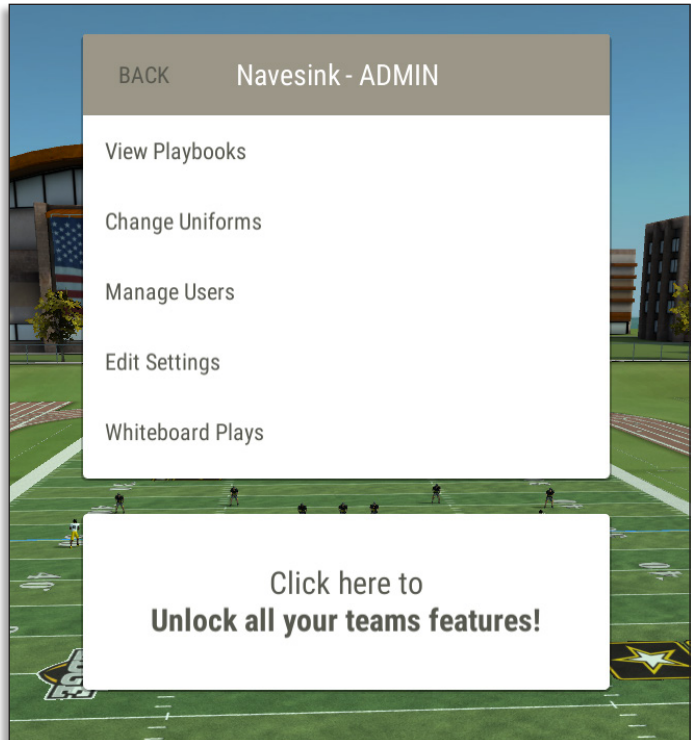 BACK Navesink - ADMIN
View Playbooks
Change Uniforms
Manage Users
Edit Settings
Whiteboard Plays
Click here to
Unlock all your teams features!